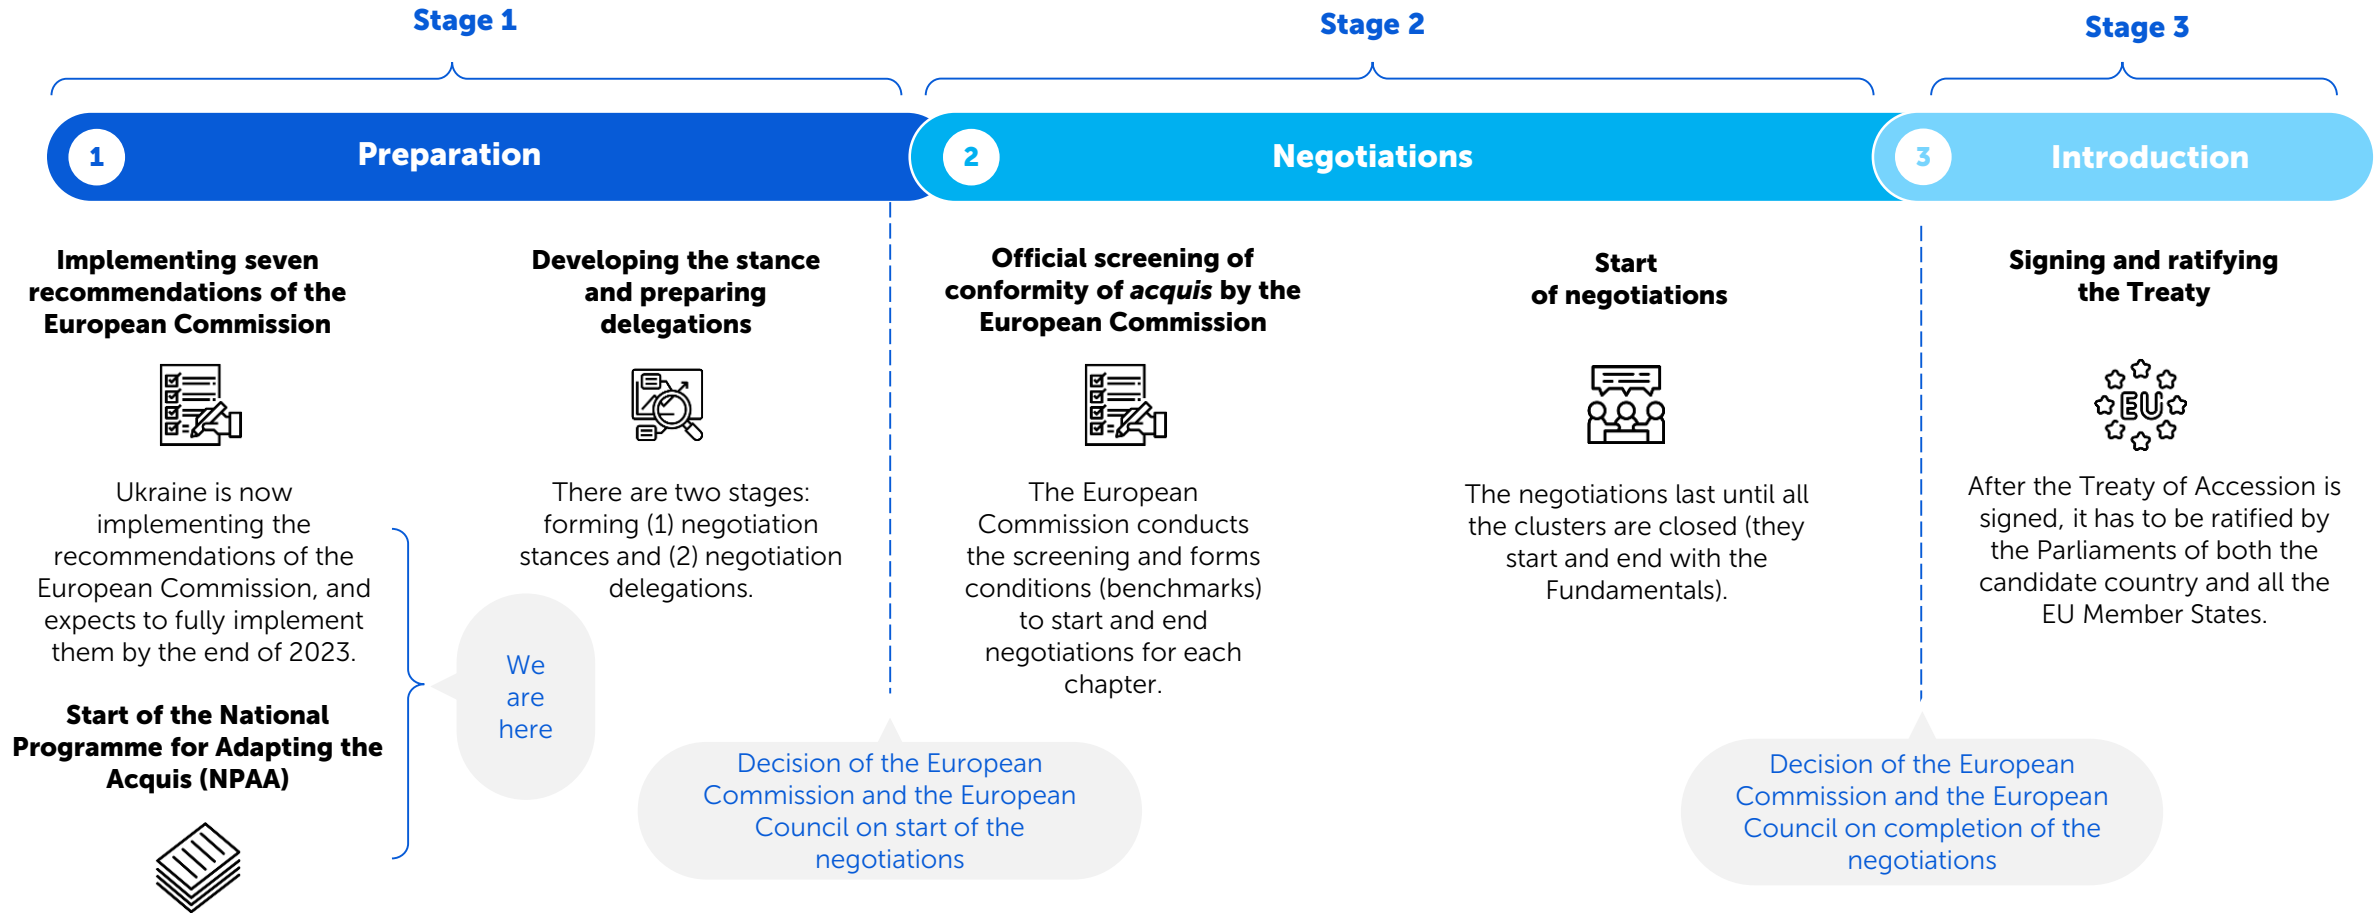 Stage 1
Stage 2
Stage 3
1
Preparation
2
Negotiations
3
Introduction
Implementing seven
recommendations of the
European Commission
Ukraine is now
implementing the
recommendations of the
European Commission, and
expects to fully implement
them by the end of 2023.
Start of the National
Programme for Adapting the
Acquis (NPAA)
We
are
here
Developing the stance
and preparing
delegations
There are two stages:
forming (1) negotiation
stances and (2) negotiation
delegations.
Decision of the European
Commission and the European
Council on start of the
negotiations
Official screening of
conformity of acquis by the
European Commission
The European
Commission conducts
the screening and forms
conditions (benchmarks)
to start and end
negotiations for each
chapter.
Start
of negotiations
The negotiations last until all
the clusters are closed (they
start and end with the
Fundamentals).
Decision of the European
Commission and the European
Council on completion of the
negotiations
Signing and ratifying
the Treaty
EU
After the Treaty of Accession is
signed, it has to be ratified by
the Parliaments of both the
candidate country and all the
EU Member States.